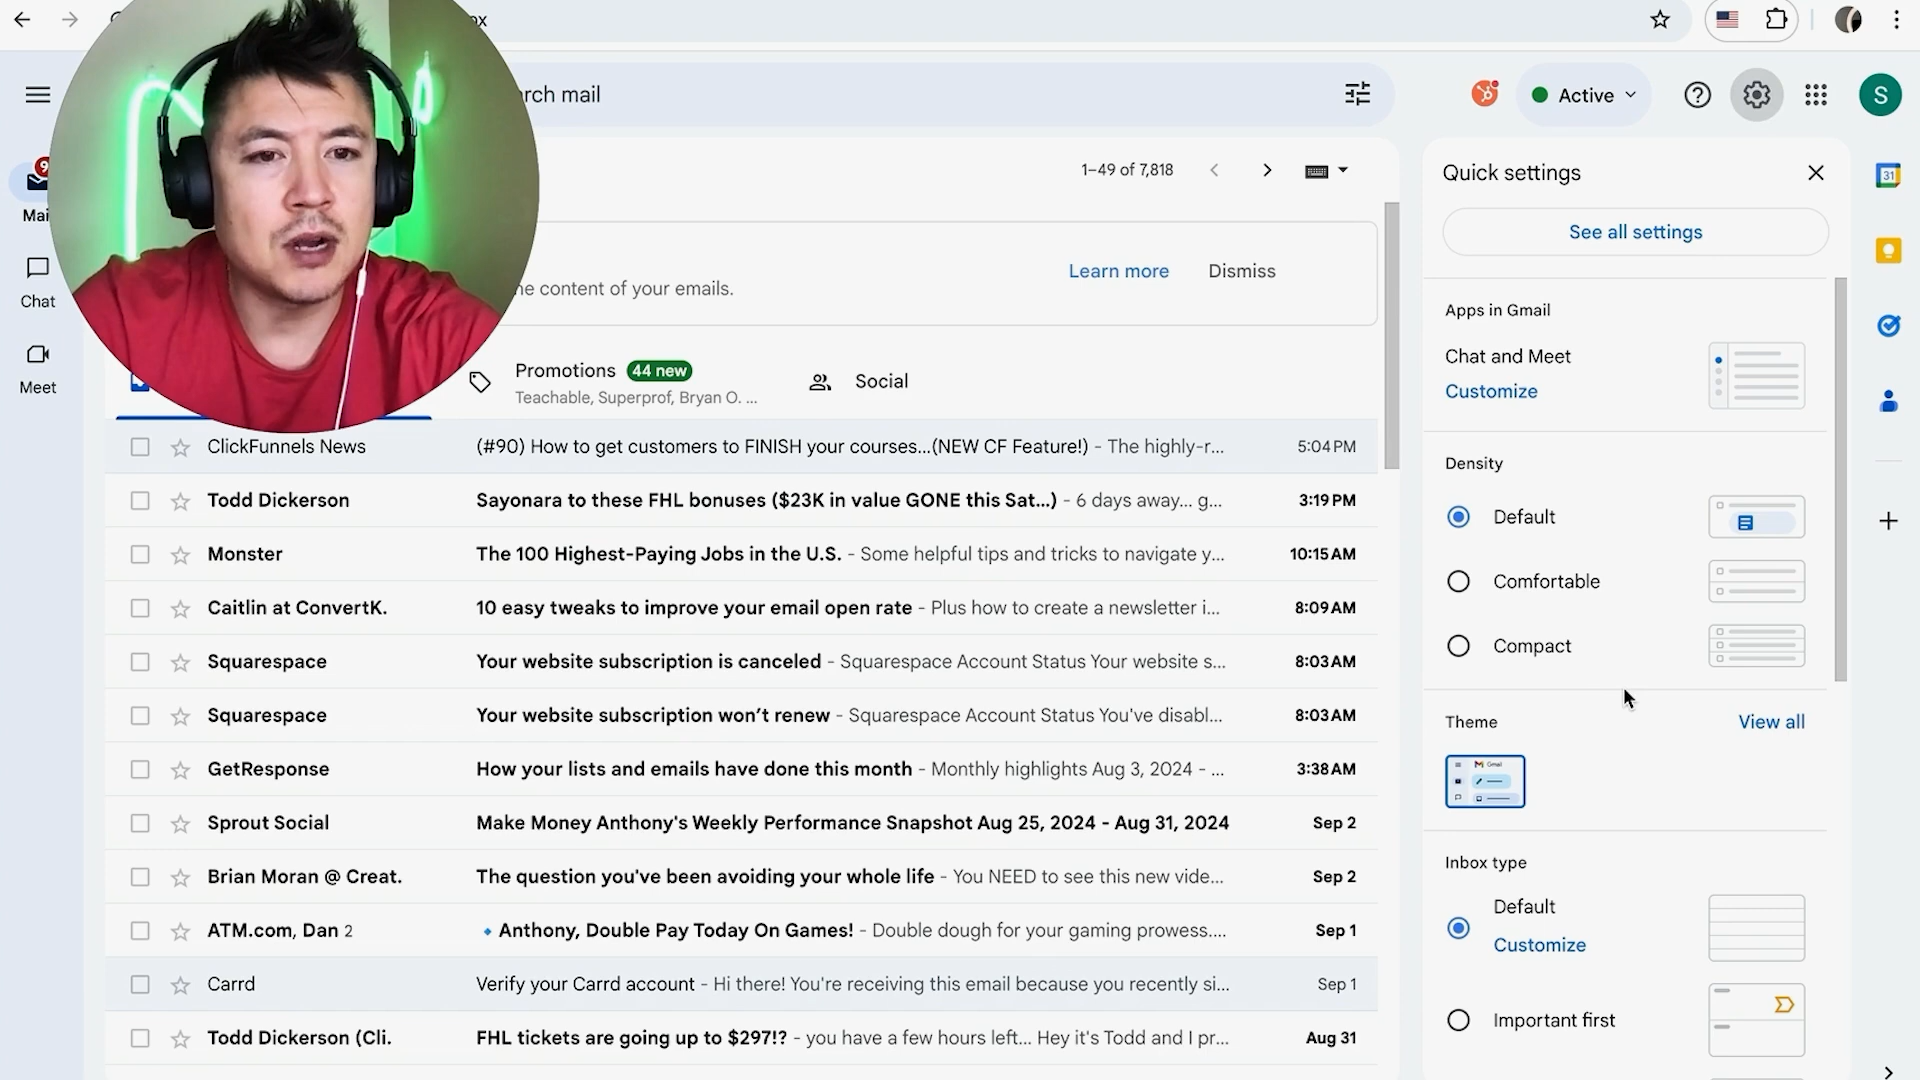 ox
rch mail
Active
S
9
Mai
Chat
Meet
1–49 of 7,818
ne content of your emails.
Learn more
Dismiss
Promotions 44 new
Teachable, Superprof, Bryan O. ...
Social
ClickFunnels News (#90) How to get customers to FINISH your courses...(NEW CF Feature!) - The highly-r... 5:04 PM
Todd Dickerson Sayonara to these FHL bonuses ($23K in value GONE this Sat...) - 6 days away... g... 3:19 PM
Monster The 100 Highest-Paying Jobs in the U.S. - Some helpful tips and tricks to navigate y... 10:15 AM
Caitlin at ConvertK. 10 easy tweaks to improve your email open rate - Plus how to create a newsletter i... 8:09 AM
Squarespace Your website subscription is canceled - Squarespace Account Status Your website s... 8:03 AM
Squarespace Your website subscription won't renew - Squarespace Account Status You've disabl... 8:03 AM
GetResponse How your lists and emails have done this month - Monthly highlights Aug 3, 2024 - ... 3:38 AM
Sprout Social Make Money Anthony's Weekly Performance Snapshot Aug 25, 2024 - Aug 31, 2024 Sep 2
Brian Moran @ Creat. The question you've been avoiding your whole life - You NEED to see this new vide... Sep 2
ATM.com, Dan 2 🔹Anthony, Double Pay Today On Games! - Double dough for your gaming prowess.... Sep 1
Carrd Verify your Carrd account - Hi there! You're receiving this email because you recently si... Sep 1
Todd Dickerson (Cli. FHL tickets are going up to $297!? - you have a few hours left... Hey it's Todd and I pr... Aug 31
Quick settings
See all settings
Apps in Gmail
Chat and Meet
Customize
Density
Default
Comfortable
Compact
Theme
View all
Gmail
Inbox type
Default
Customize
Important first
31